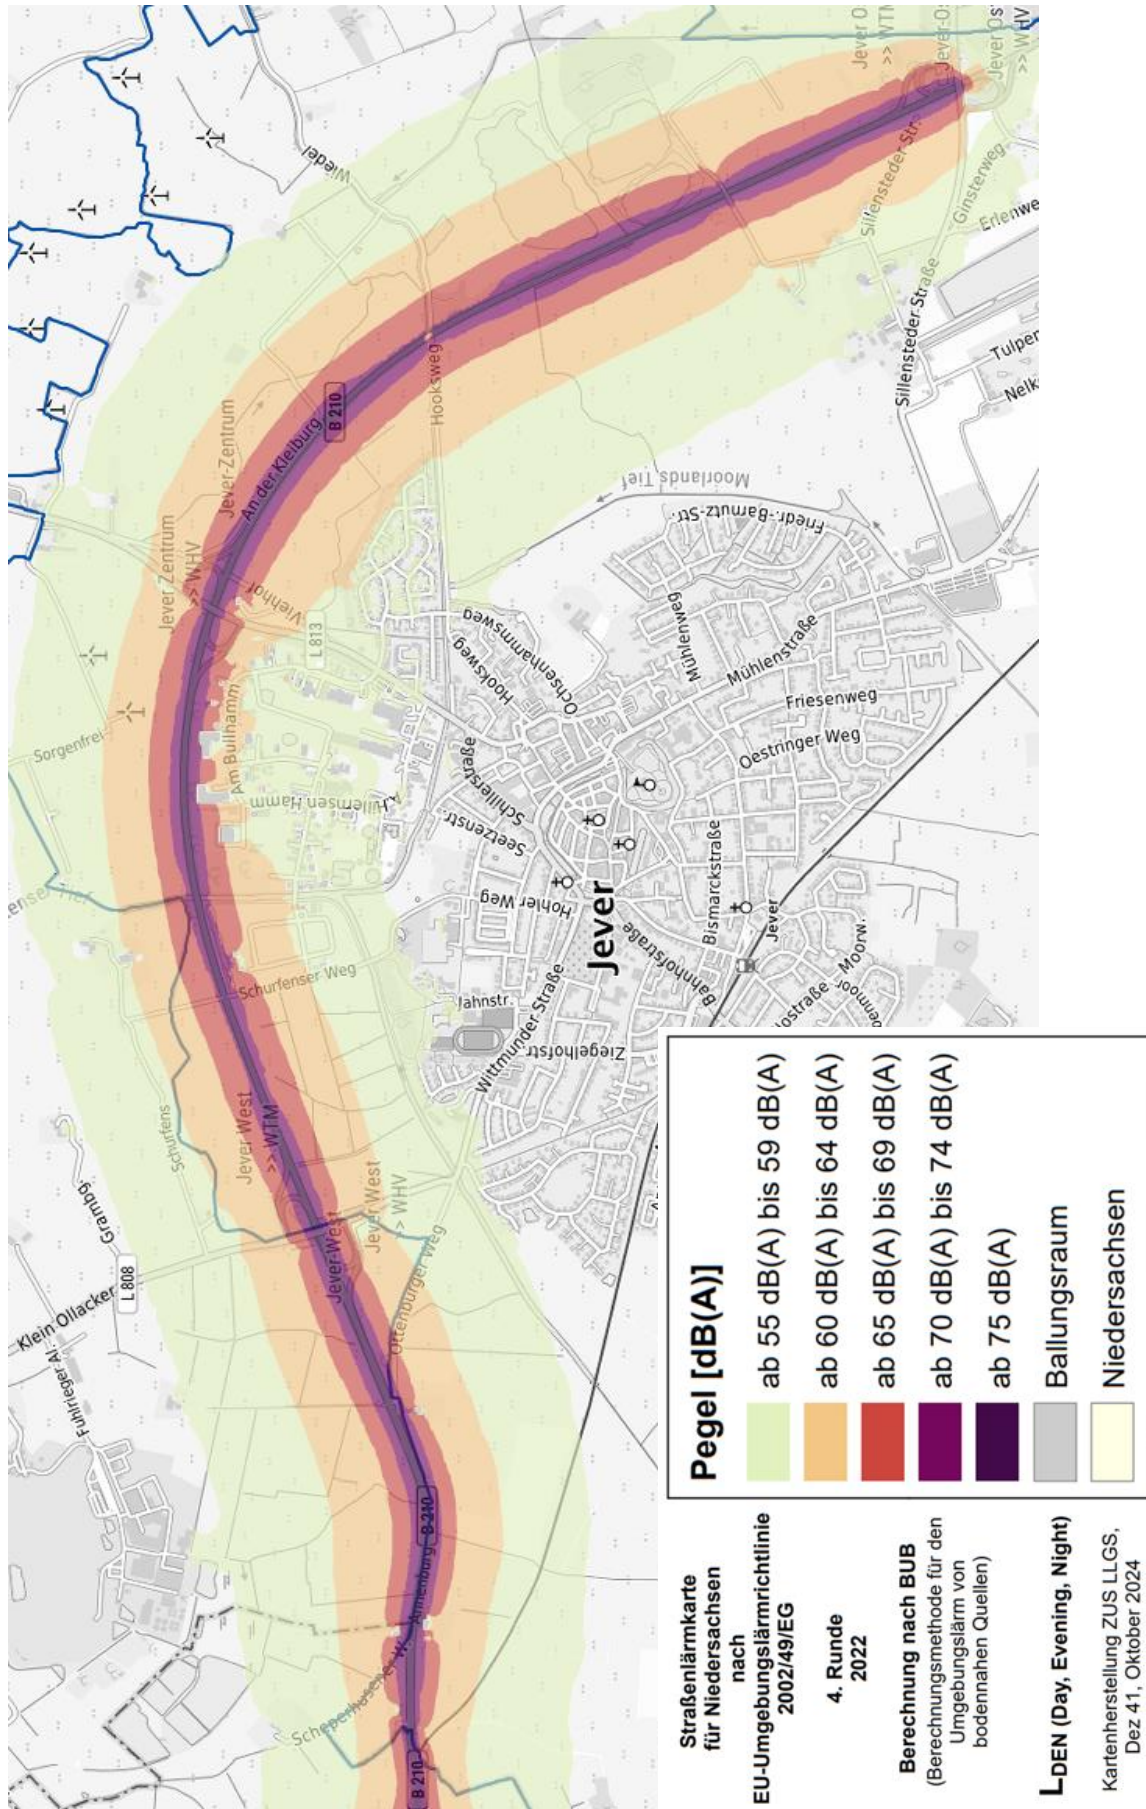 Jever West
>> WTM
Jever West
Jever West
>> WHV
Jever Zentrum
>> WHV
Jever-Zentrum
An der Kleiburg
B 210
Wiedel
Hooksweg
Viehhof
L 813
Am Bullhamm
Sorgenfrei
Schurfenser Weg
Schurfens
Grambg.
L 808
Klein Ollacker
Fuhlrieger Al.
Ottenburger Weg
Annenburg
B 210
Scheperhausener W.
B 210
Sillensteder Str.
Ginsterweg
Erlenwe
Sillensteder Straße
Tulpen
Nelk
Moorlands Tief
Friedr.-Barnutz-Str.
Mühlenweg
Mühlenstraße
Friesenweg
Oestringer Weg
Ochsenhammsweg
Hooksweg
Schillerstraße
Seetzenstr.
Hohler Weg
Jever
Bismarckstraße
Bahnhofstraße
Jever
Moorw.
Jahnstr.
Wittmunder Straße
Ziegelhofstr.
Straßenlärmkarte
für Niedersachsen
nach
EU-Umgebungslärmrichtlinie
2002/49/EG
4. Runde
2022
Berechnung nach BUB
(Berechnungsmethode für den
Umgebungslärm von
bodennahen Quellen)
LDEN (Day, Evening, Night)
Kartenherstellung ZUS LLGS,
Dez 41, Oktober 2024
Pegel [dB(A)]
ab 55 dB(A) bis 59 dB(A)
ab 60 dB(A) bis 64 dB(A)
ab 65 dB(A) bis 69 dB(A)
ab 70 dB(A) bis 74 dB(A)
ab 75 dB(A)
Ballungsraum
Niedersachsen